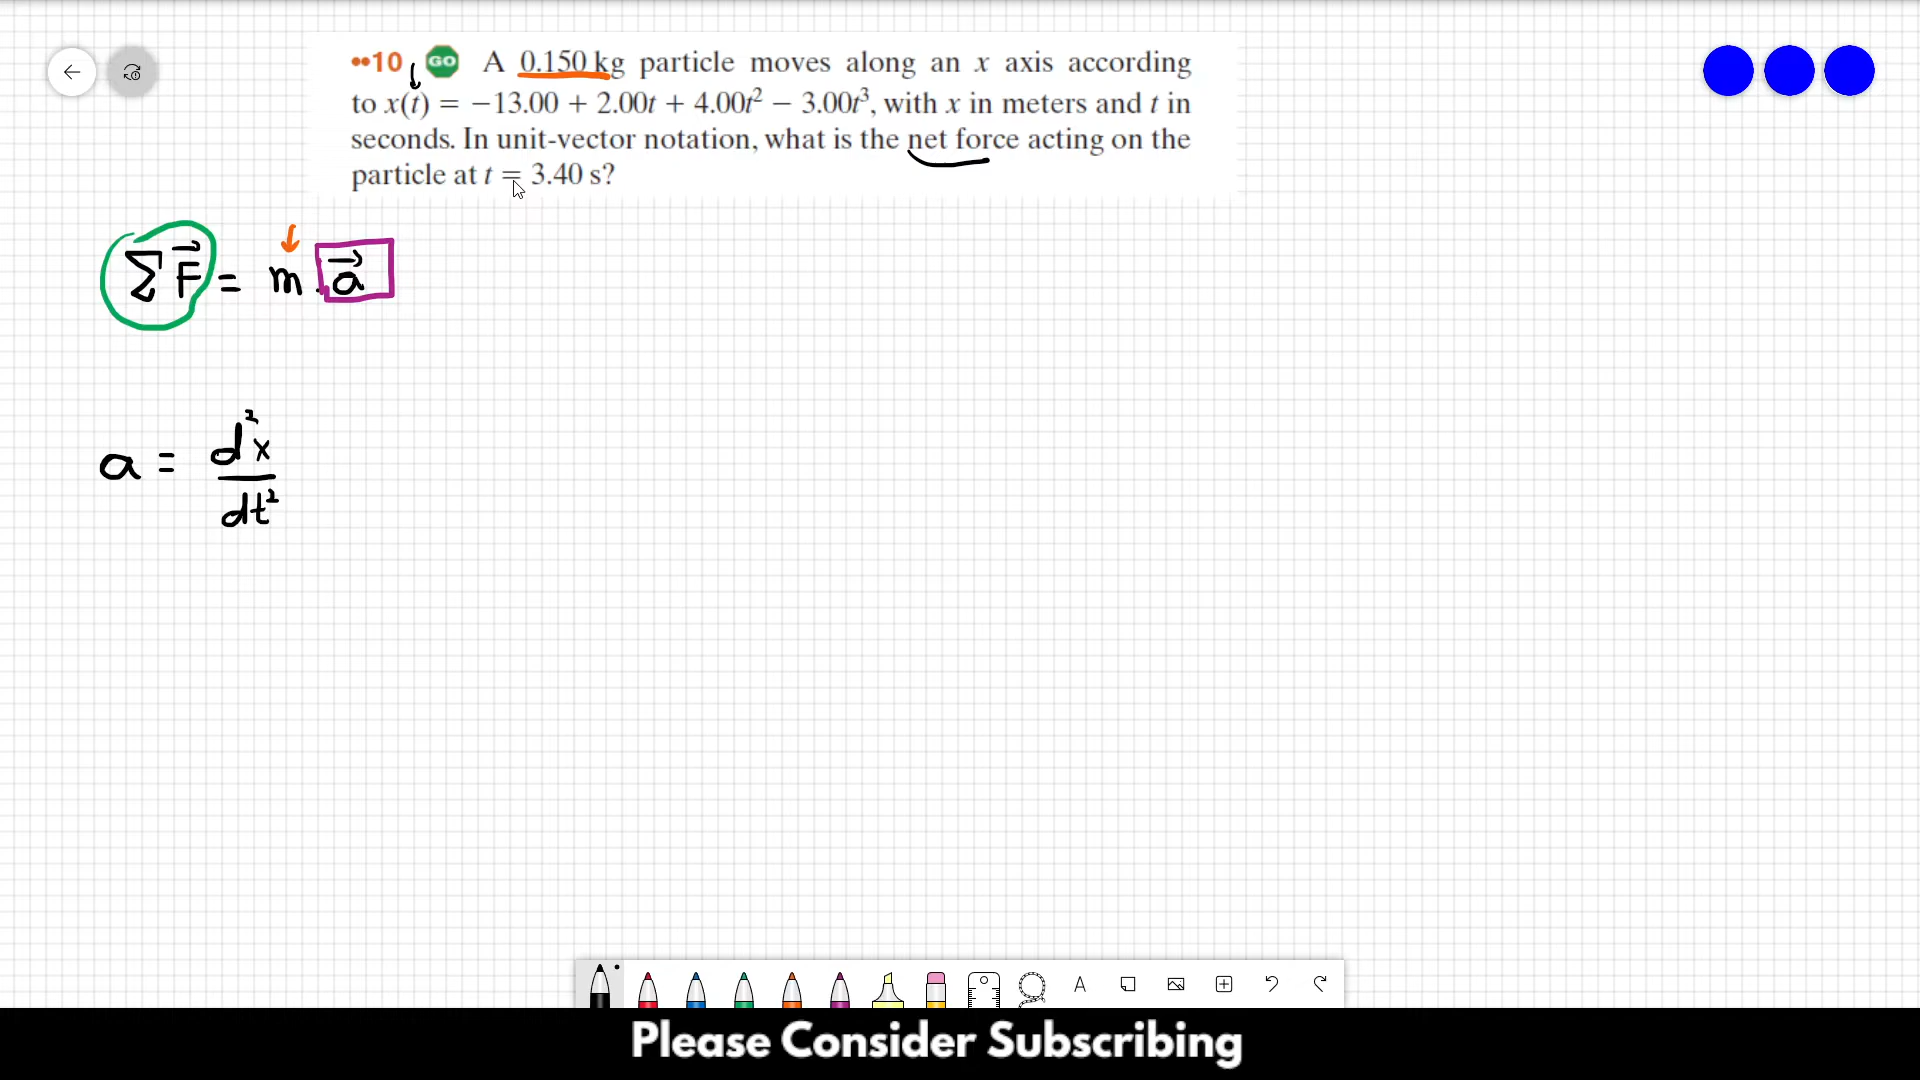 ••10 GO A 0.150 kg particle moves along an x axis according
to x(t) = −13.00 + 2.00t + 4.00t² − 3.00t³, with x in meters and t in
seconds. In unit-vector notation, what is the net force acting on the
particle at t = 3.40 s?
∑F⃗ = m.a⃗
a = d²x/dt²
A
Please Consider Subscribing